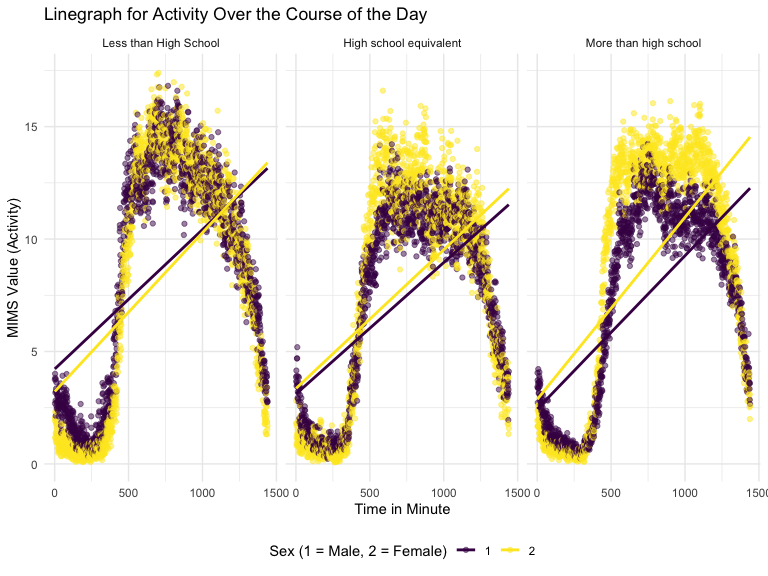 Linegraph for Activity Over the Course of the Day
Less than High School
High school equivalent
More than high school
MIMS Value (Activity)
15
10
5
0
0 500 1000 1500
0 500 1000 1500
0 500 1000 1500
Time in Minute
Sex (1 = Male, 2 = Female) 1 2